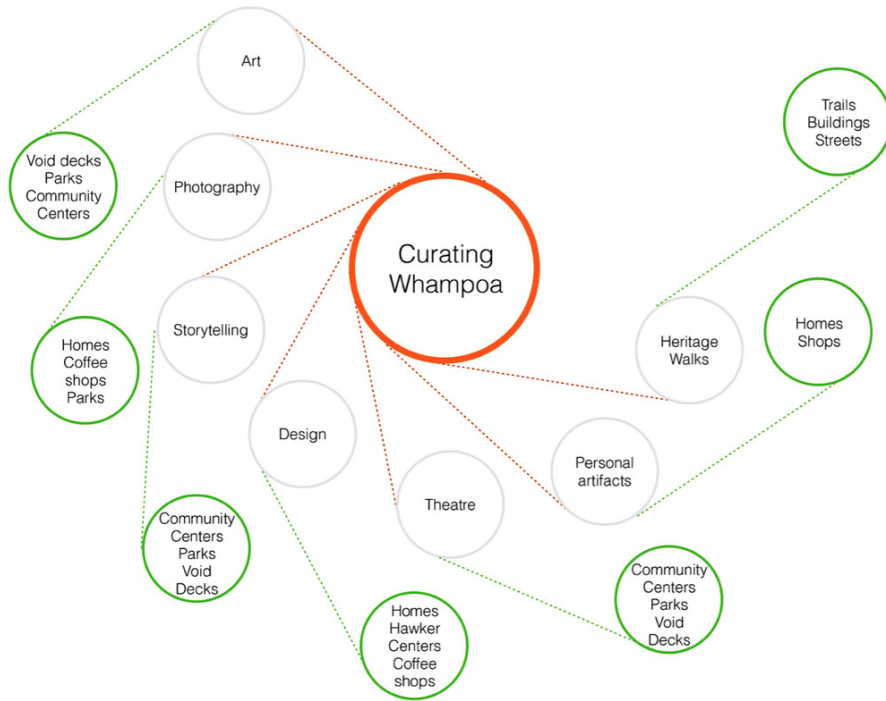 Art
Trails
Buildings
Streets
Void decks
Parks
Community
Centers
Photography
Curating
Whampoa
Storytelling
Homes
Shops
Heritage
Walks
Homes
Coffee
shops
Parks
Design
Personal
artifacts
Theatre
Community
Centers
Parks
Void
Decks
Community
Centers
Parks
Void
Decks
Homes
Hawker
Centers
Coffee
shops